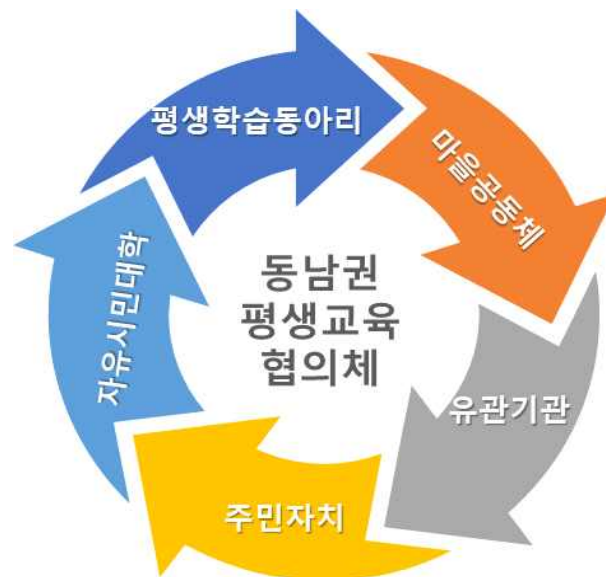 평생학습동아리
마을공동체
동남권
평생교육
협의체
자유시민대학
유관기관
주민자치